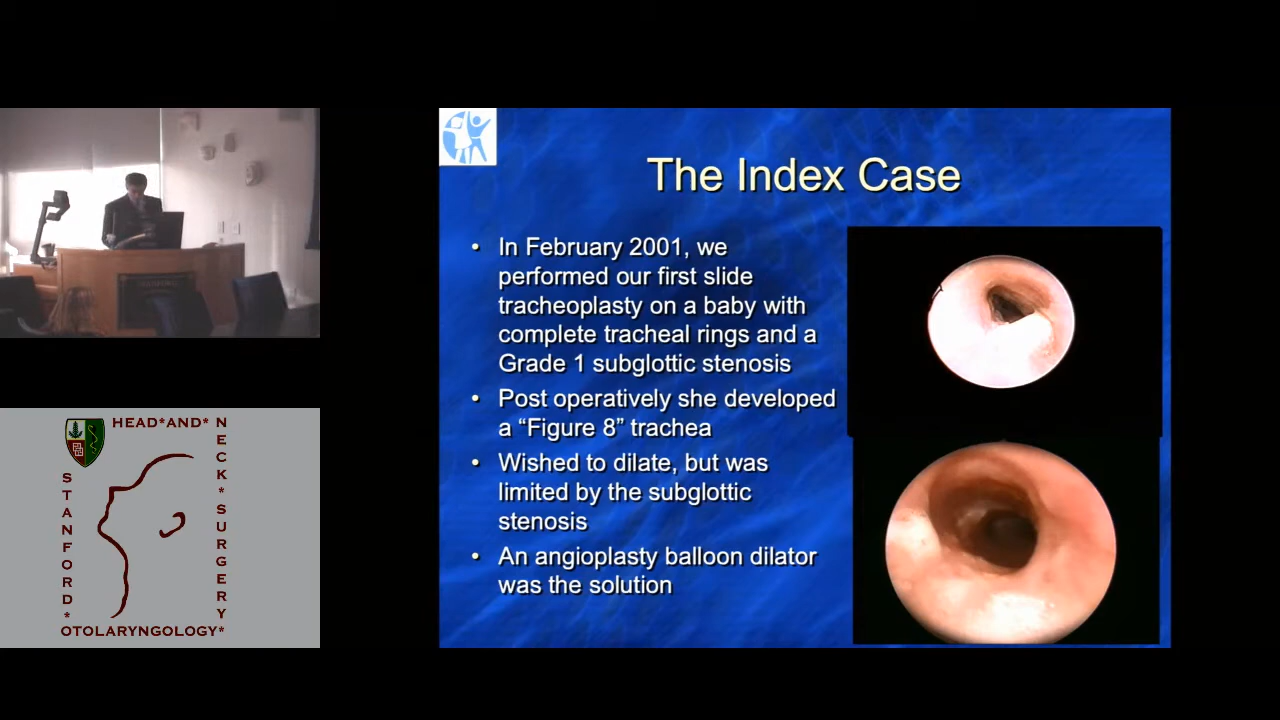 The Index Case
• In February 2001, we
performed our first slide
tracheoplasty on a baby with
complete tracheal rings and a
Grade 1 subglottic stenosis
• Post operatively she developed
a “Figure 8” trachea
• Wished to dilate, but was
limited by the subglottic
stenosis
• An angioplasty balloon dilator
was the solution
HEAD*AND*
NECK*SURGERY*
STANFORD*
OTOLARYNGOLOGY*